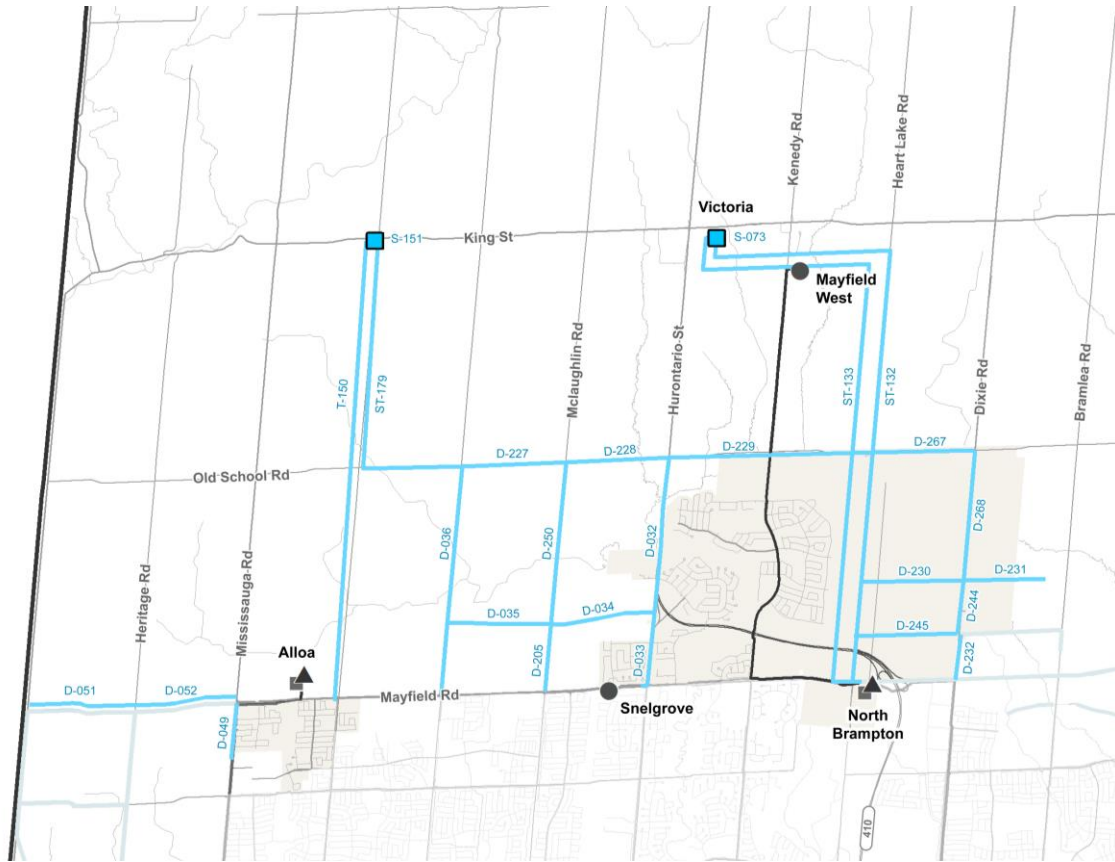 Kenedy Rd
Heart Lake Rd
Victoria
S-151
King St
S-073
Mayfield
West
Mclaughlin Rd
Hurontario St
Dixie Rd
Bramlea Rd
T-150
ST-179
ST-133
ST-132
D-227
D-228
D-229
D-267
Old School Rd
D-036
D-250
D-032
D-268
Heritage Rd
Mississauga Rd
D-230
D-231
D-035
D-034
D-244
D-245
Alloa
D-205
D-033
D-232
D-051
D-052
Mayfield Rd
Snelgrove
North
Brampton
D-049
410